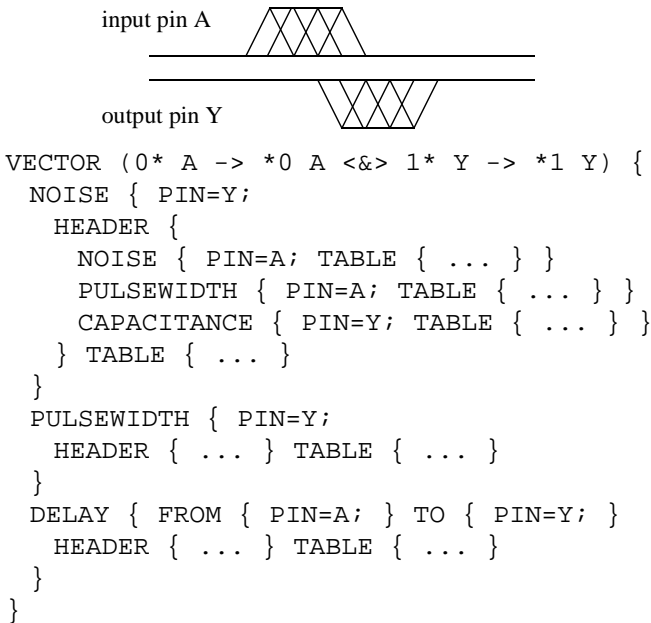 input pin A
output pin Y
VECTOR (0* A -> *0 A <&> 1* Y -> *1 Y) {
NOISE { PIN=Y;
HEADER {
NOISE { PIN=A; TABLE { ... } }
PULSEWIDTH { PIN=A; TABLE { ... } }
CAPACITANCE { PIN=Y; TABLE { ... } }
} TABLE { ... }
}
PULSEWIDTH { PIN=Y;
HEADER { ... } TABLE { ... }
}
DELAY { FROM { PIN=A; } TO { PIN=Y; }
HEADER { ... } TABLE { ... }
}
}